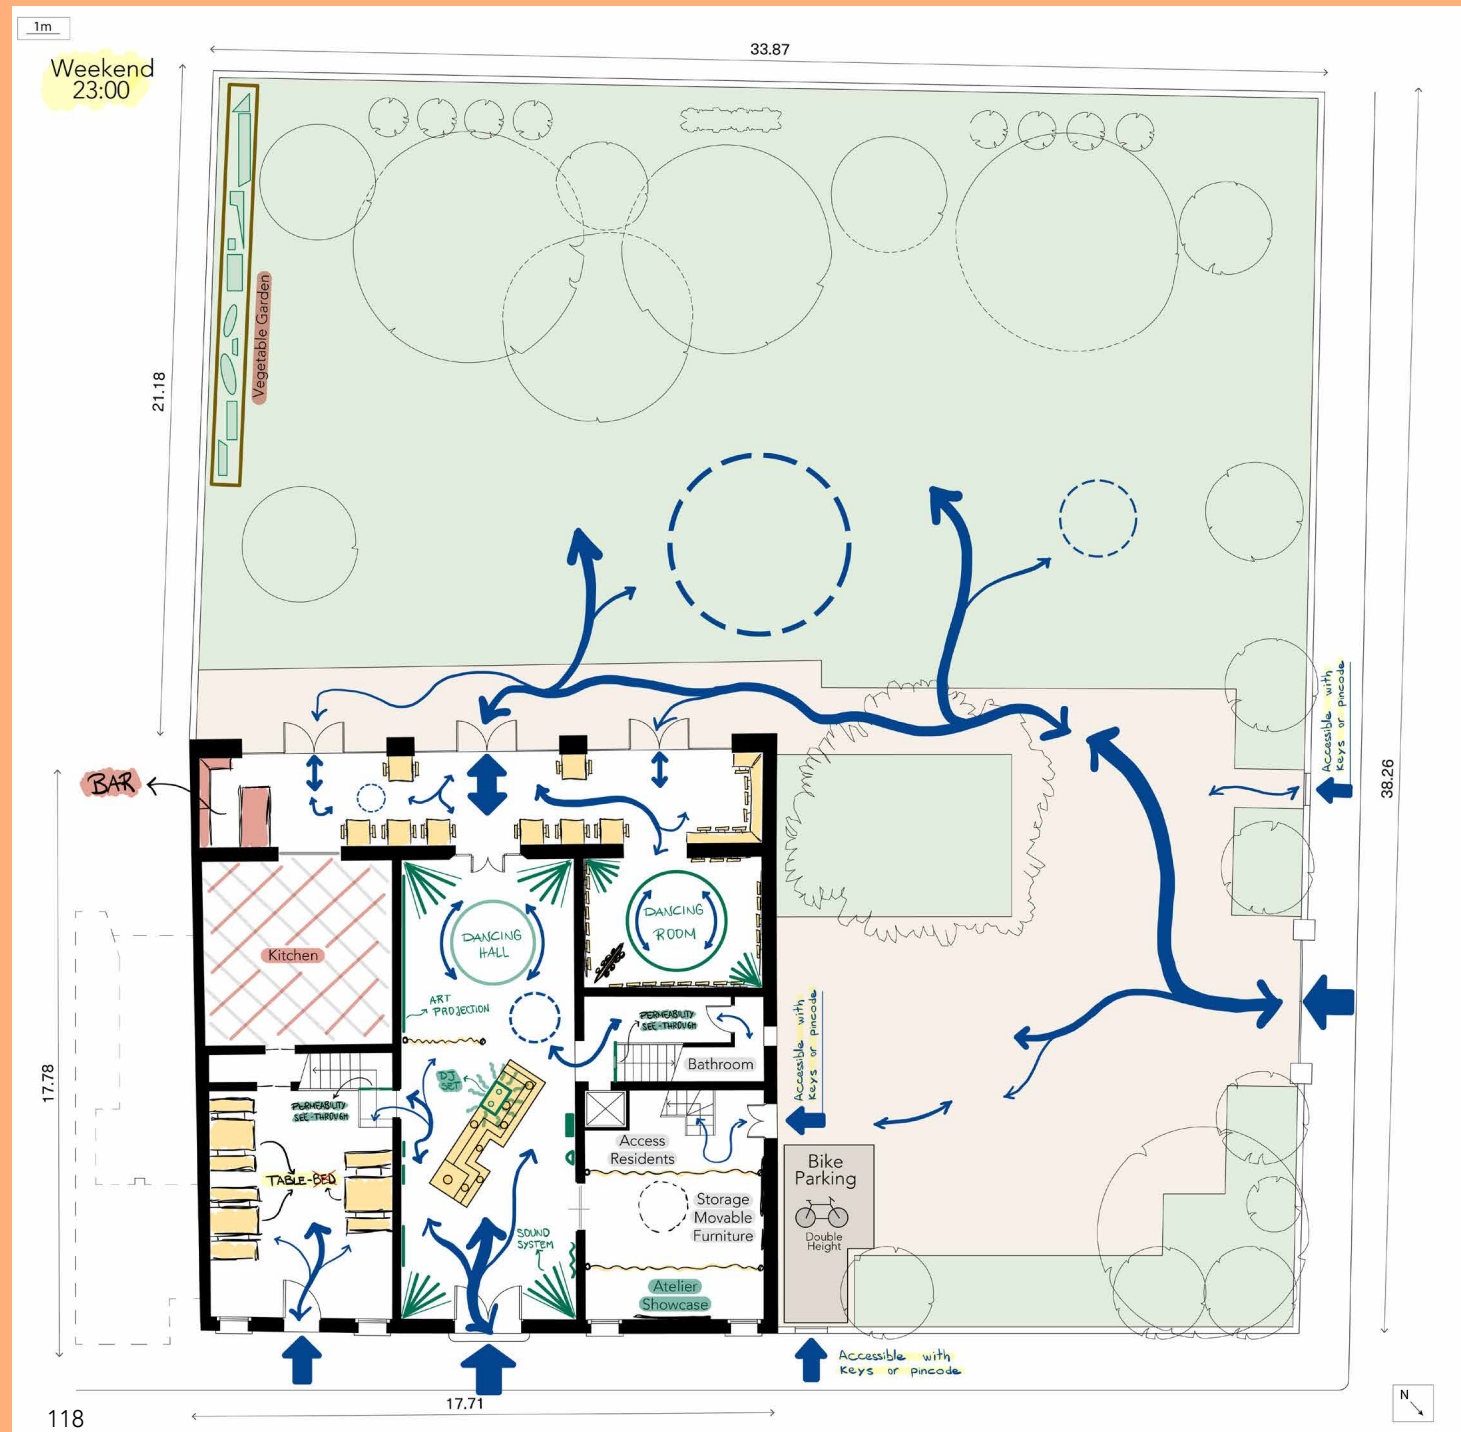 1m
Weekend
23:00
33.87
21.18
Vegetable Garden
38.26
Accessible with
Keys or pincode
BAR
Kitchen
DANCING
HALL
DANCING
ROOM
ART
PROJECTION
PERMEABILITY
SEE-THROUGH
Bathroom
Accessible with
Keys or pincode
17.78
DJ
SET
PERMEABILITY
SEE-THROUGH
TABLE-BED
Access
Residents
Storage
Movable
Furniture
SOUND
SYSTEM
Atelier
Showcase
Bike
Parking
Double
Height
Accessible with
Keys or pincode
17.71
N
118